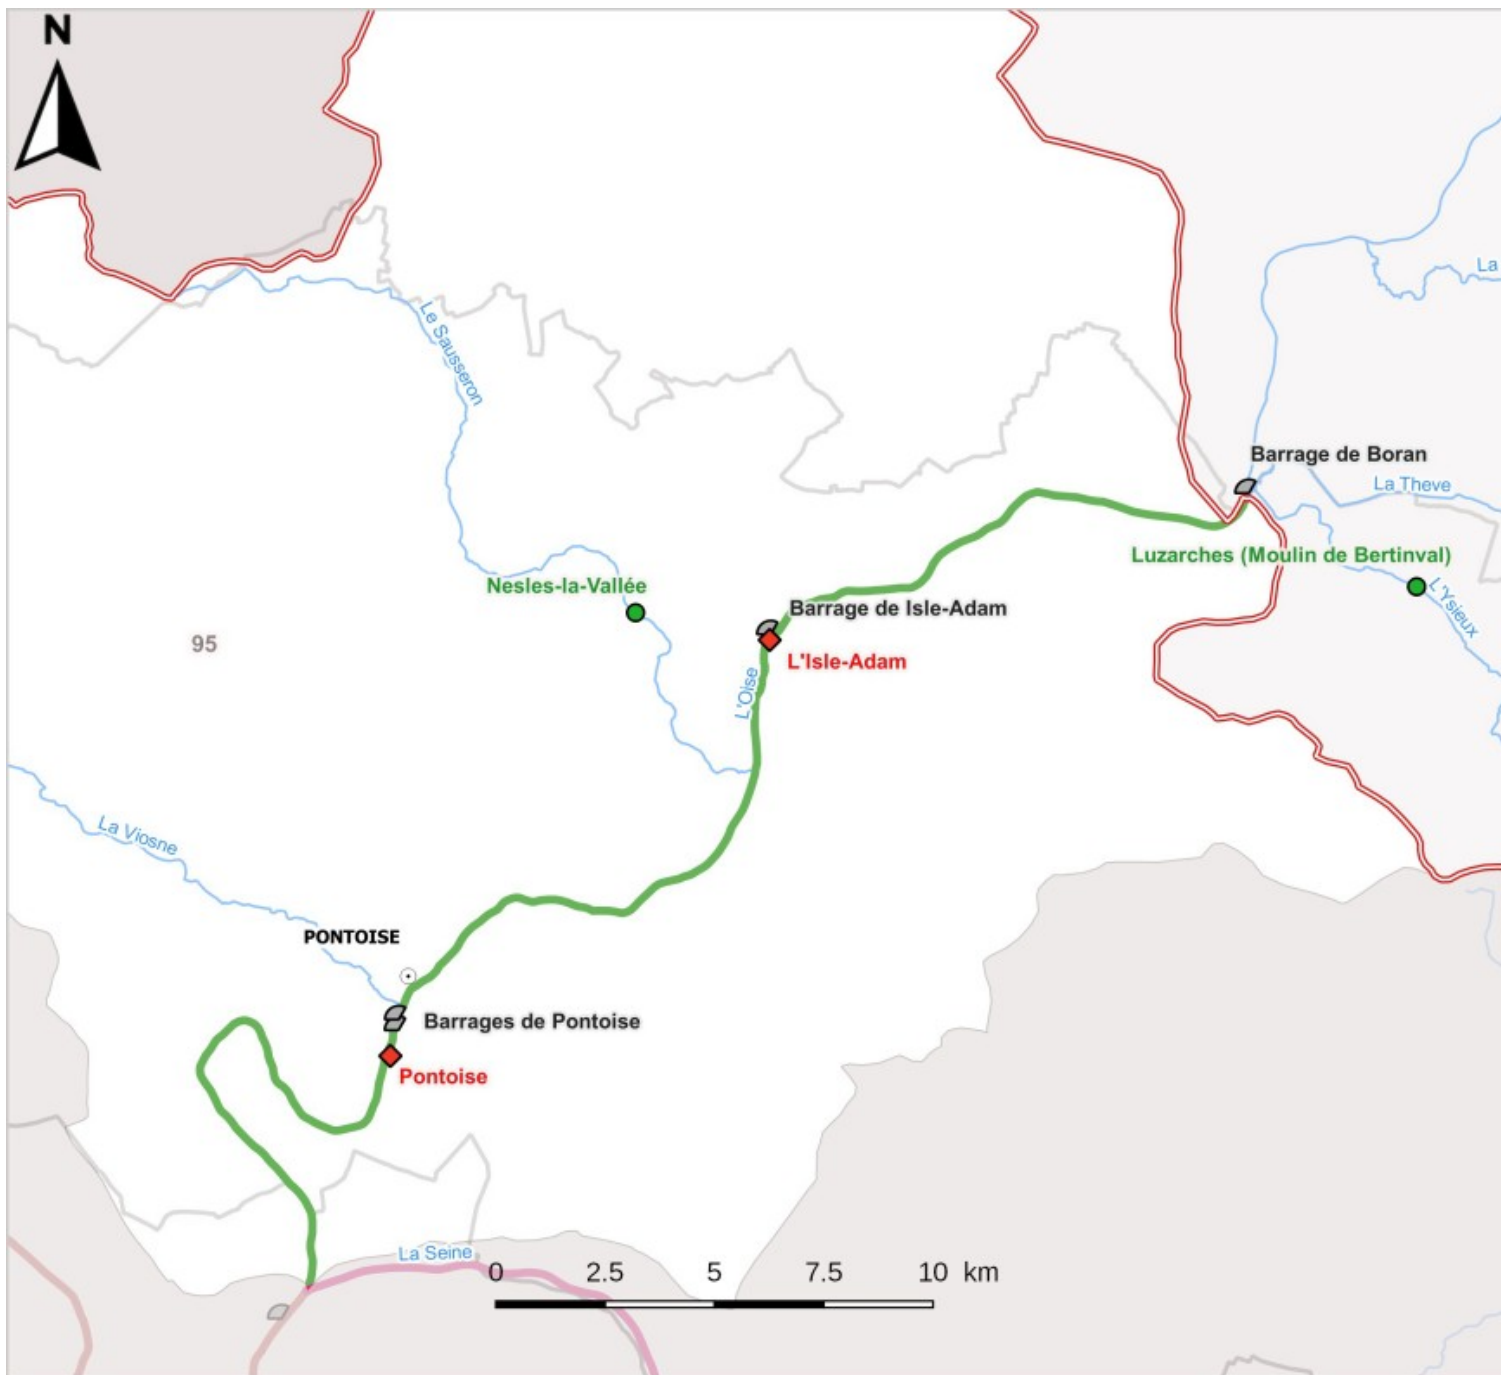 N
La
Le Sausseron
Barrage de Boran
La Theve
Luzarches (Moulin de Bertinval)
L'Ysieux
Nesles-la-Vallée
Barrage de Isle-Adam
95
L'Isle-Adam
L'Oise
La Viosne
PONTOISE
Barrages de Pontoise
Pontoise
La Seine
0 2.5 5 7.5 10 km